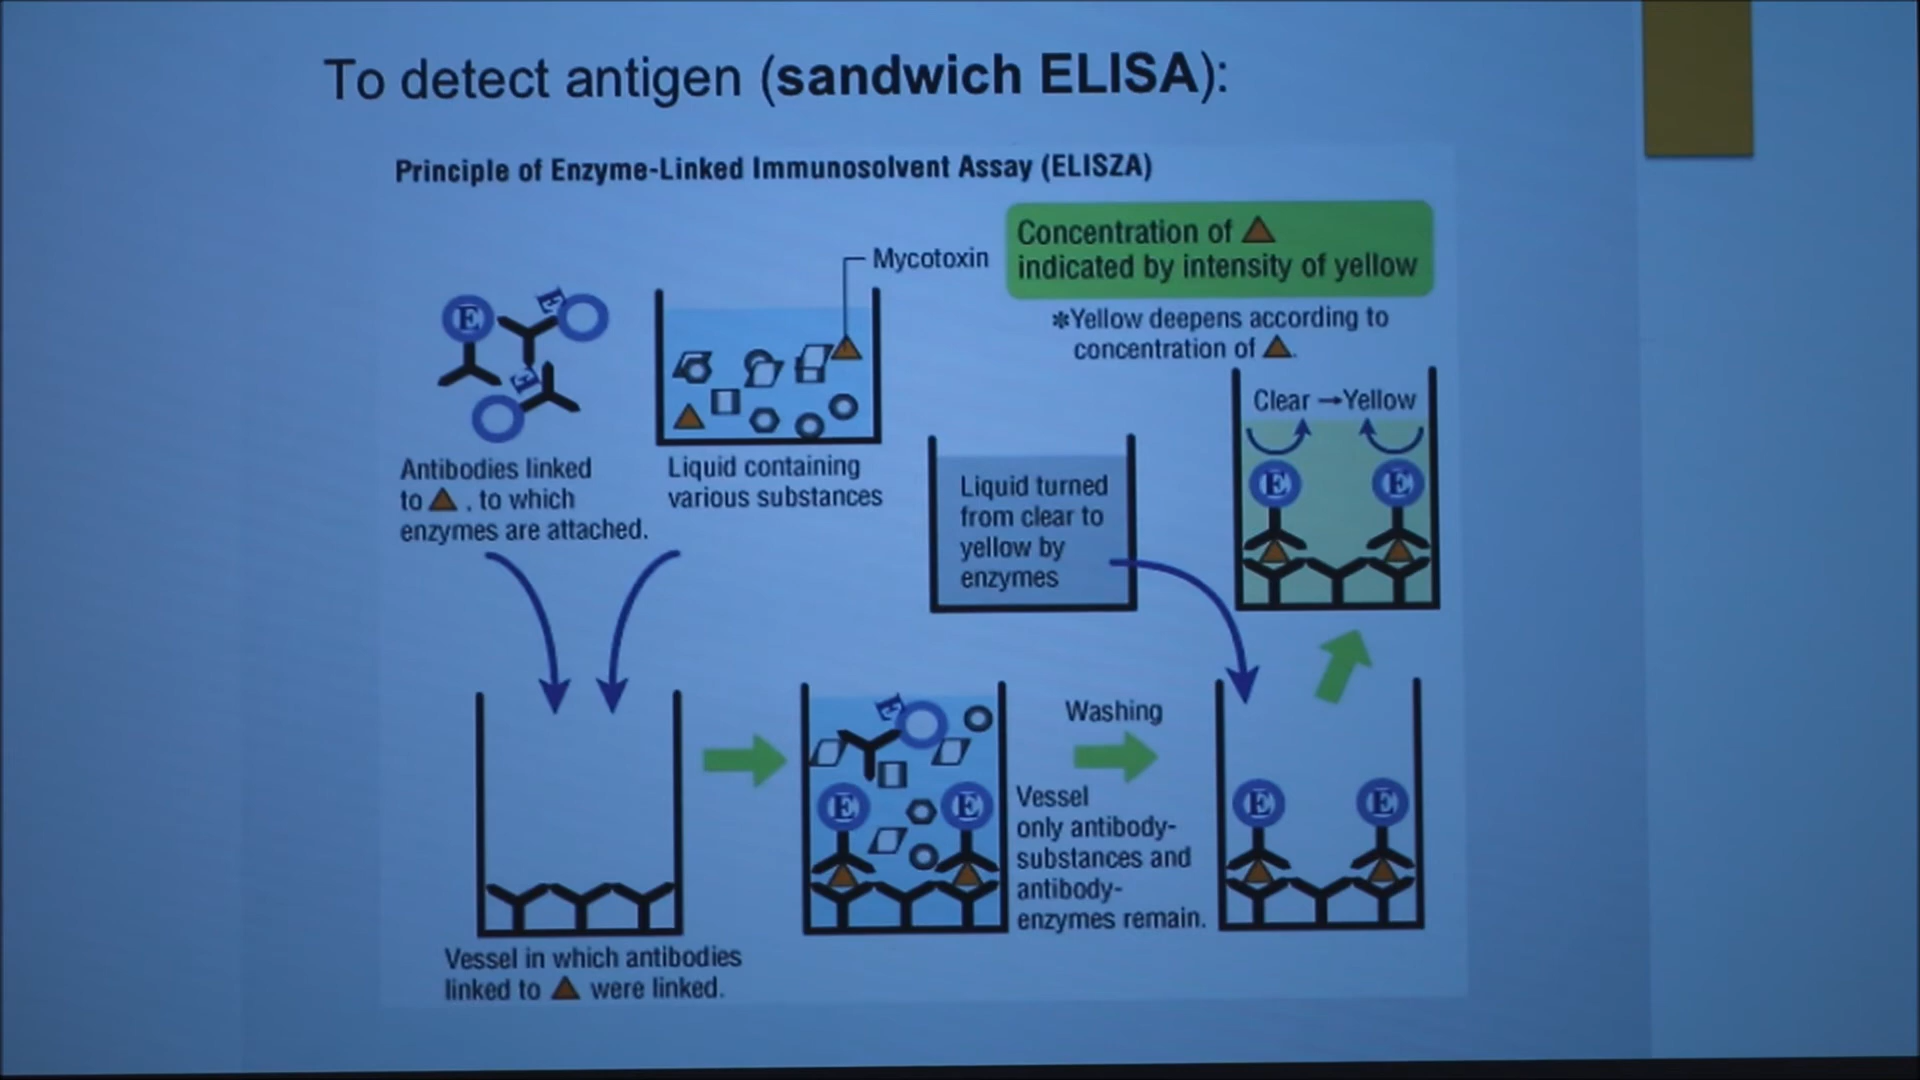 To detect antigen (sandwich ELISA):
Principle of Enzyme-Linked Immunosolvent Assay (ELISZA)
Concentration of
indicated by intensity of yellow
*Yellow deepens according to
concentration of .
Mycotoxin
E
E
E
Antibodies linked
to , to which
enzymes are attached.
Liquid containing
various substances
Liquid turned
from clear to
yellow by
enzymes
Clear → Yellow
E E
Vessel in which antibodies
linked to were linked.
E
E E
Washing
Vessel
only antibody-
substances and
antibody-
enzymes remain.
E E